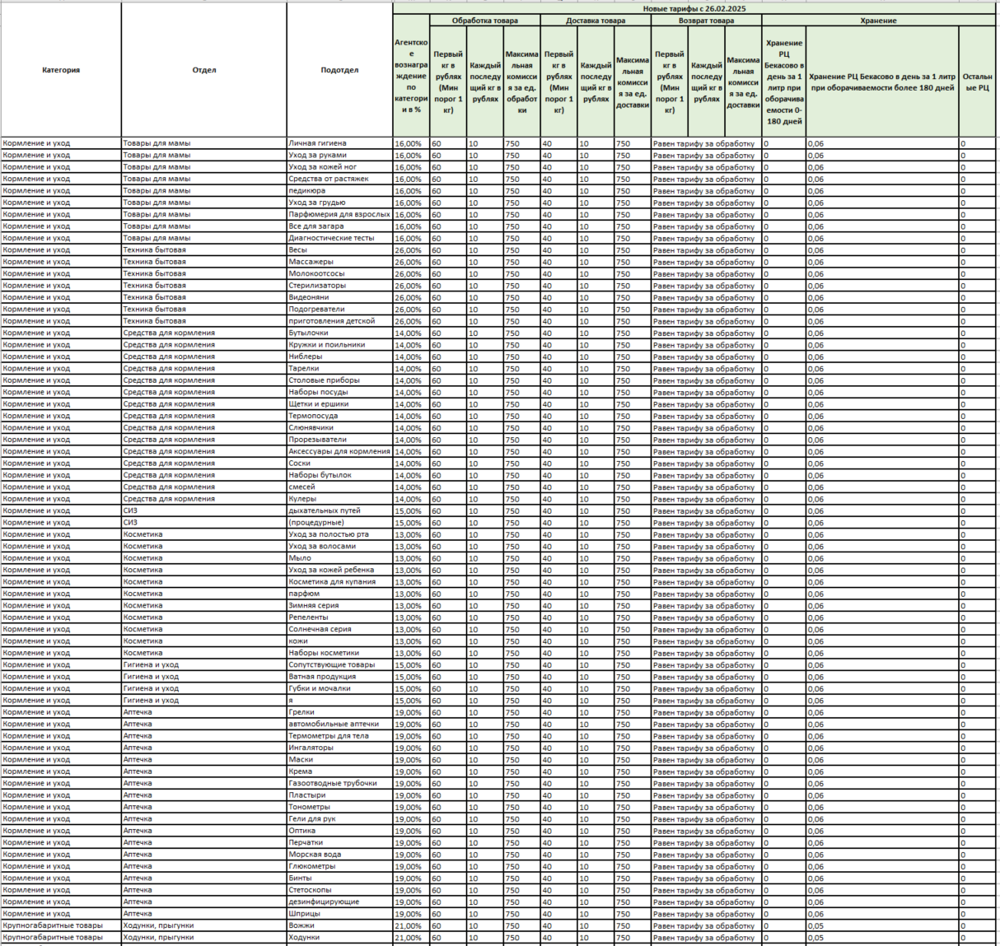 Новые тарифы с 26.02.2025
Обработка товара Доставка товара Возврат товара Хранение
Категория Отдел Подотдел Агентское вознаграждение по категории в % Первый кг в рублях (Мин порог 1 кг) Каждый последующий кг в рублях Максимальная комиссия за ед. обработки Первый кг в рублях (Мин порог 1 кг) Каждый последующий кг в рублях Максимальная комиссия за ед. доставки Первый кг в рублях (Мин порог 1 кг) Каждый последующий кг в рублях Максимальная комиссия за ед. доставки Хранение РЦ Бекасово в день за 1 литр при оборачиваемости 0-180 дней Хранение РЦ Бекасово в день за 1 литр при оборачиваемости более 180 дней Остальные РЦ
Кормление и уход Товары для мамы Личная гигиена 16,00% 60 10 750 40 10 750 Равен тарифу за обработку 0 0,06 0
Кормление и уход Товары для мамы Уход за руками 16,00% 60 10 750 40 10 750 Равен тарифу за обработку 0 0,06 0
Кормление и уход Товары для мамы Уход за кожей ног 16,00% 60 10 750 40 10 750 Равен тарифу за обработку 0 0,06 0
Кормление и уход Товары для мамы Средства от растяжек 16,00% 60 10 750 40 10 750 Равен тарифу за обработку 0 0,06 0
Кормление и уход Товары для мамы педикюра 16,00% 60 10 750 40 10 750 Равен тарифу за обработку 0 0,06 0
Кормление и уход Товары для мамы Уход за грудью 16,00% 60 10 750 40 10 750 Равен тарифу за обработку 0 0,06 0
Кормление и уход Товары для мамы Парфюмерия для взрослых 16,00% 60 10 750 40 10 750 Равен тарифу за обработку 0 0,06 0
Кормление и уход Товары для мамы Все для загара 16,00% 60 10 750 40 10 750 Равен тарифу за обработку 0 0,06 0
Кормление и уход Товары для мамы Диагностические тесты 16,00% 60 10 750 40 10 750 Равен тарифу за обработку 0 0,06 0
Кормление и уход Техника бытовая Весы 26,00% 60 10 750 40 10 750 Равен тарифу за обработку 0 0,06 0
Кормление и уход Техника бытовая Массажеры 26,00% 60 10 750 40 10 750 Равен тарифу за обработку 0 0,06 0
Кормление и уход Техника бытовая Молокоотсосы 26,00% 60 10 750 40 10 750 Равен тарифу за обработку 0 0,06 0
Кормление и уход Техника бытовая Стерилизаторы 26,00% 60 10 750 40 10 750 Равен тарифу за обработку 0 0,06 0
Кормление и уход Техника бытовая Видеоняни 26,00% 60 10 750 40 10 750 Равен тарифу за обработку 0 0,06 0
Кормление и уход Техника бытовая Подогреватели 26,00% 60 10 750 40 10 750 Равен тарифу за обработку 0 0,06 0
Кормление и уход Техника бытовая приготовления детской 26,00% 60 10 750 40 10 750 Равен тарифу за обработку 0 0,06 0
Кормление и уход Средства для кормления Бутылочки 14,00% 60 10 750 40 10 750 Равен тарифу за обработку 0 0,06 0
Кормление и уход Средства для кормления Кружки и поильники 14,00% 60 10 750 40 10 750 Равен тарифу за обработку 0 0,06 0
Кормление и уход Средства для кормления Ниблеры 14,00% 60 10 750 40 10 750 Равен тарифу за обработку 0 0,06 0
Кормление и уход Средства для кормления Тарелки 14,00% 60 10 750 40 10 750 Равен тарифу за обработку 0 0,06 0
Кормление и уход Средства для кормления Столовые приборы 14,00% 60 10 750 40 10 750 Равен тарифу за обработку 0 0,06 0
Кормление и уход Средства для кормления Наборы посуды 14,00% 60 10 750 40 10 750 Равен тарифу за обработку 0 0,06 0
Кормление и уход Средства для кормления Щетки и ершики 14,00% 60 10 750 40 10 750 Равен тарифу за обработку 0 0,06 0
Кормление и уход Средства для кормления Термопосуда 14,00% 60 10 750 40 10 750 Равен тарифу за обработку 0 0,06 0
Кормление и уход Средства для кормления Слюнявчики 14,00% 60 10 750 40 10 750 Равен тарифу за обработку 0 0,06 0
Кормление и уход Средства для кормления Прорезыватели 14,00% 60 10 750 40 10 750 Равен тарифу за обработку 0 0,06 0
Кормление и уход Средства для кормления Аксессуары для кормления 14,00% 60 10 750 40 10 750 Равен тарифу за обработку 0 0,06 0
Кормление и уход Средства для кормления Соски 14,00% 60 10 750 40 10 750 Равен тарифу за обработку 0 0,06 0
Кормление и уход Средства для кормления Наборы бутылок 14,00% 60 10 750 40 10 750 Равен тарифу за обработку 0 0,06 0
Кормление и уход Средства для кормления смесей 14,00% 60 10 750 40 10 750 Равен тарифу за обработку 0 0,06 0
Кормление и уход Средства для кормления Кулеры 14,00% 60 10 750 40 10 750 Равен тарифу за обработку 0 0,06 0
Кормление и уход СИЗ дыхательных путей 15,00% 60 10 750 40 10 750 Равен тарифу за обработку 0 0,06 0
Кормление и уход СИЗ (процедурные) 15,00% 60 10 750 40 10 750 Равен тарифу за обработку 0 0,06 0
Кормление и уход Косметика Уход за полостью рта 13,00% 60 10 750 40 10 750 Равен тарифу за обработку 0 0,06 0
Кормление и уход Косметика Уход за волосами 13,00% 60 10 750 40 10 750 Равен тарифу за обработку 0 0,06 0
Кормление и уход Косметика Мыло 13,00% 60 10 750 40 10 750 Равен тарифу за обработку 0 0,06 0
Кормление и уход Косметика Уход за кожей ребенка 13,00% 60 10 750 40 10 750 Равен тарифу за обработку 0 0,06 0
Кормление и уход Косметика Косметика для купания 13,00% 60 10 750 40 10 750 Равен тарифу за обработку 0 0,06 0
Кормление и уход Косметика парфюм 13,00% 60 10 750 40 10 750 Равен тарифу за обработку 0 0,06 0
Кормление и уход Косметика Зимняя серия 13,00% 60 10 750 40 10 750 Равен тарифу за обработку 0 0,06 0
Кормление и уход Косметика Репеленты 13,00% 60 10 750 40 10 750 Равен тарифу за обработку 0 0,06 0
Кормление и уход Косметика Солнечная серия 13,00% 60 10 750 40 10 750 Равен тарифу за обработку 0 0,06 0
Кормление и уход Косметика кожи 13,00% 60 10 750 40 10 750 Равен тарифу за обработку 0 0,06 0
Кормление и уход Косметика Наборы косметики 13,00% 60 10 750 40 10 750 Равен тарифу за обработку 0 0,06 0
Кормление и уход Гигиена и уход Сопутствующие товары 15,00% 60 10 750 40 10 750 Равен тарифу за обработку 0 0,06 0
Кормление и уход Гигиена и уход Ватная продукция 15,00% 60 10 750 40 10 750 Равен тарифу за обработку 0 0,06 0
Кормление и уход Гигиена и уход Губки и мочалки 15,00% 60 10 750 40 10 750 Равен тарифу за обработку 0 0,06 0
Кормление и уход Гигиена и уход я 15,00% 60 10 750 40 10 750 Равен тарифу за обработку 0 0,06 0
Кормление и уход Аптечка Грелки 19,00% 60 10 750 40 10 750 Равен тарифу за обработку 0 0,06 0
Кормление и уход Аптечка автомобильные аптечки 19,00% 60 10 750 40 10 750 Равен тарифу за обработку 0 0,06 0
Кормление и уход Аптечка Термометры для тела 19,00% 60 10 750 40 10 750 Равен тарифу за обработку 0 0,06 0
Кормление и уход Аптечка Ингаляторы 19,00% 60 10 750 40 10 750 Равен тарифу за обработку 0 0,06 0
Кормление и уход Аптечка Маски 19,00% 60 10 750 40 10 750 Равен тарифу за обработку 0 0,06 0
Кормление и уход Аптечка Крема 19,00% 60 10 750 40 10 750 Равен тарифу за обработку 0 0,06 0
Кормление и уход Аптечка Газоотводные трубочки 19,00% 60 10 750 40 10 750 Равен тарифу за обработку 0 0,06 0
Кормление и уход Аптечка Пластыри 19,00% 60 10 750 40 10 750 Равен тарифу за обработку 0 0,06 0
Кормление и уход Аптечка Тонометры 19,00% 60 10 750 40 10 750 Равен тарифу за обработку 0 0,06 0
Кормление и уход Аптечка Гели для рук 19,00% 60 10 750 40 10 750 Равен тарифу за обработку 0 0,06 0
Кормление и уход Аптечка Оптика 19,00% 60 10 750 40 10 750 Равен тарифу за обработку 0 0,06 0
Кормление и уход Аптечка Перчатки 19,00% 60 10 750 40 10 750 Равен тарифу за обработку 0 0,06 0
Кормление и уход Аптечка Морская вода 19,00% 60 10 750 40 10 750 Равен тарифу за обработку 0 0,06 0
Кормление и уход Аптечка Глюкометры 19,00% 60 10 750 40 10 750 Равен тарифу за обработку 0 0,06 0
Кормление и уход Аптечка Бинты 19,00% 60 10 750 40 10 750 Равен тарифу за обработку 0 0,06 0
Кормление и уход Аптечка Стетоскопы 19,00% 60 10 750 40 10 750 Равен тарифу за обработку 0 0,06 0
Кормление и уход Аптечка дезинфицирующие 19,00% 60 10 750 40 10 750 Равен тарифу за обработку 0 0,06 0
Кормление и уход Аптечка Шприцы 19,00% 60 10 750 40 10 750 Равен тарифу за обработку 0 0,06 0
Крупногабаритные товары Ходунки, прыгунки Вожжи 21,00% 60 10 750 40 10 750 Равен тарифу за обработку 0 0,05 0
Крупногабаритные товары Ходунки, прыгунки Ходунки 21,00% 60 10 750 40 10 750 Равен тарифу за обработку 0 0,05 0